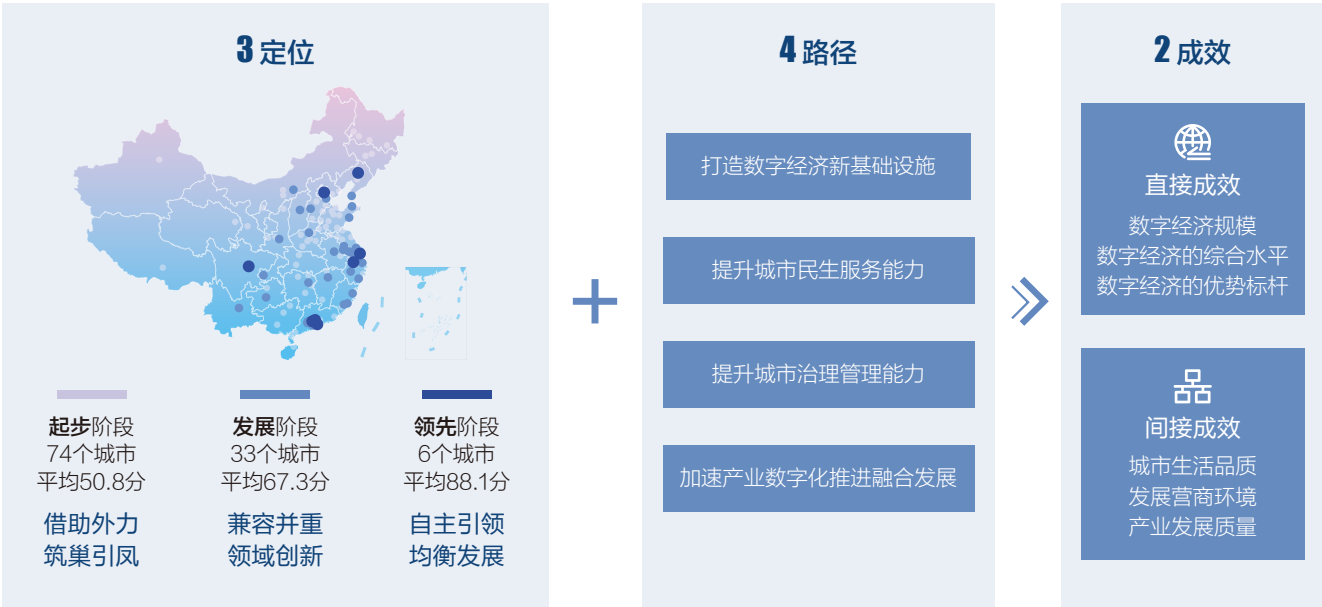 3 定位
起步阶段
74个城市
平均50.8分
借助外力
筑巢引凤
发展阶段
33个城市
平均67.3分
兼容并重
领域创新
领先阶段
6个城市
平均88.1分
自主引领
均衡发展
+
4 路径
打造数字经济新基础设施
提升城市民生服务能力
提升城市治理管理能力
加速产业数字化推进融合发展
2 成效
直接成效
数字经济规模
数字经济的综合水平
数字经济的优势标杆
间接成效
城市生活品质
发展营商环境
产业发展质量